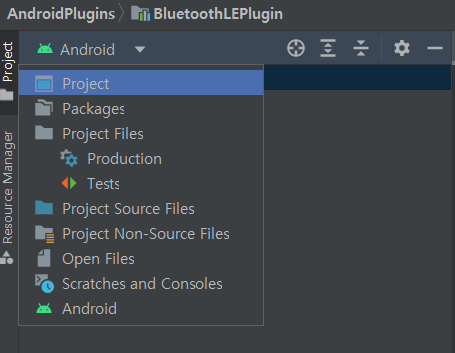 AndroidPlugins
BluetoothLEPlugin
Project
Resource Manager
Android
Project
Packages
Project Files
Production
Tests
Project Source Files
Project Non-Source Files
Open Files
Scratches and Consoles
Android